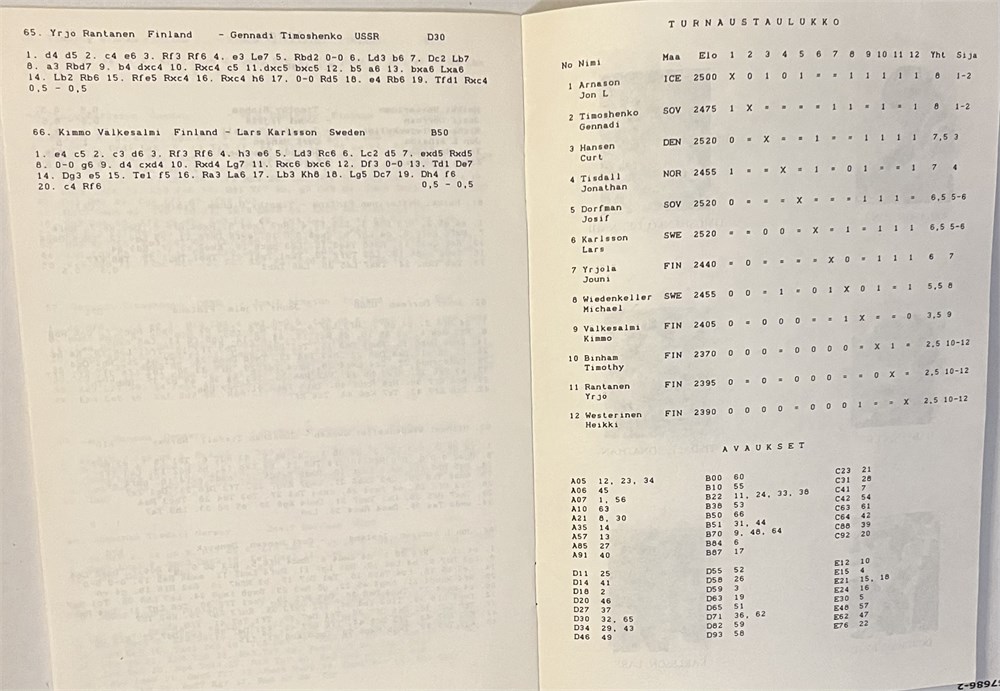 65. Yrjo Rantanen Finland - Gennadi Timoshenko USSR D30
1. d4 d5 2. c4 e6 3. Rf3 Rf6 4. e3 Le7 5. Rbd2 0-0 6. Ld3 b6 7. Dc2 Lb7
8. a3 Rbd7 9. b4 dxc4 10. Rxc4 c5 11.dxc5 bxc5 12. b5 a6 13. bxa6 Lxa6
14. Lb2 Rb6 15. Rfe5 Rxc4 16. Rxc4 h6 17. 0-0 Rd5 18. e4 Rb6 19. Tfd1 Rxc4
0,5 - 0,5
66. Kimmo Valkesalmi Finland - Lars Karlsson Sweden B50
1. e4 c5 2. c3 d6 3. Rf3 Rf6 4. h3 e6 5. Ld3 Rc6 6. Lc2 d5 7. exd5 Rxd5
8. 0-0 g6 9. d4 cxd4 10. Rxd4 Lg7 11. Rxc6 bxc6 12. Df3 0-0 13. Td1 De7
14. Dg3 e5 15. Te1 f5 16. Ra3 La6 17. Lb3 Kh8 18. Lg5 Dc7 19. Dh4 f6
20. c4 Rf6 0,5 - 0,5
TURNAUSTAULUKKO
No Nimi Maa Elo 1 2 3 4 5 6 7 8 9 10 11 12 Yht Sija
1 Arnason ICE 2500 X 0 1 0 1 = = 1 1 1 1 1 8 1-2
Jon L
2 Timoshenko SOV 2475 1 X = = = = 1 1 = 1 = 1 8 1-2
Gennadi
3 Hansen DEN 2520 0 = X = = 1 = = 1 1 1 1 7,5 3
Curt
4 Tisdall NOR 2455 1 = = X = 1 = 0 1 = = 1 7 4
Jonathan
5 Dorfman SOV 2520 0 = = = X = = = 1 1 1 = 6,5 5-6
Josif
6 Karlsson SWE 2520 = = 0 0 = X = 1 = 1 1 1 6,5 5-6
Lars
7 Yrjola FIN 2440 = 0 = = = = X 0 = 1 1 1 6 7
Jouni
8 Wiedenkeller SWE 2455 0 0 = 1 = 0 1 X 0 1 = 1 5,5 8
Michael
9 Valkesalmi FIN 2405 0 = 0 0 0 = = 1 X = = 0 3,5 9
Kimmo
10 Binham FIN 2370 0 0 0 = 0 0 0 0 = X 1 = 2,5 10-12
Timothy
11 Rantanen FIN 2395 0 = 0 = 0 0 0 = = 0 X = 2,5 10-12
Yrjo
12 Westerinen FIN 2390 0 0 0 0 = 0 0 0 1 = = X 2,5 10-12
Heikki
AVAUKSET
A05 12, 23, 34
A06 45
A07 1, 56
A10 63
A21 8, 30
A35 14
A57 13
A85 27
A91 40
D11 25
D14 41
D18 2
D20 46
D27 37
D30 32, 65
D34 29, 43
D46 49
B00 60
B10 55
B22 11, 24, 33, 38
B38 53
B50 66
B51 31, 44
B70 9, 48, 64
B84 6
B87 17
D55 52
D58 26
D59 3
D63 19
D65 51
D71 36, 62
D82 59
D93 58
C23 21
C31 28
C41 7
C42 54
C63 61
C64 42
C88 39
C92 20
E12 10
E15 4
E21 15, 18
E24 16
E30 5
E48 57
E62 47
E76 22